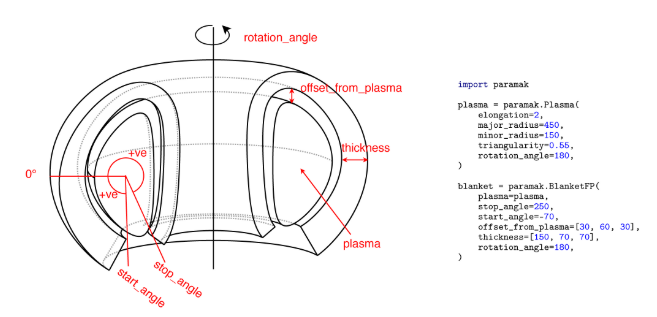 rotation_angle
offset_from_plasma
thickness
+ve
0°
+ve
plasma
start_angle
stop_angle
import paramak
plasma = paramak.Plasma(
    elongation=2,
    major_radius=450,
    minor_radius=150,
    triangularity=0.55,
    rotation_angle=180,
)
blanket = paramak.BlanketFP(
    plasma=plasma,
    stop_angle=250,
    start_angle=-70,
    offset_from_plasma=[30, 60, 30],
    thickness=[150, 70, 70],
    rotation_angle=180,
)